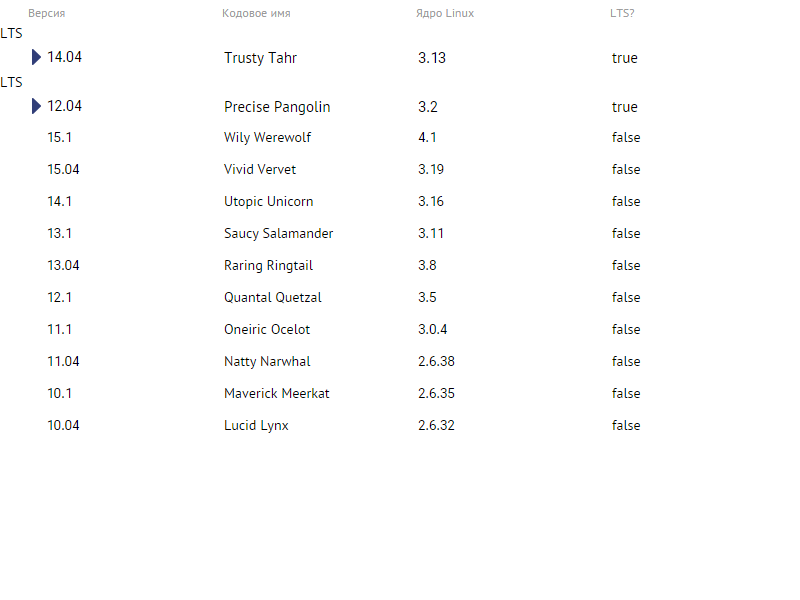 Версия Кодовое имя Ядро Linux LTS?
LTS
14.04 Trusty Tahr 3.13 true
LTS
12.04 Precise Pangolin 3.2 true
15.1 Wily Werewolf 4.1 false
15.04 Vivid Vervet 3.19 false
14.1 Utopic Unicorn 3.16 false
13.1 Saucy Salamander 3.11 false
13.04 Raring Ringtail 3.8 false
12.1 Quantal Quetzal 3.5 false
11.1 Oneiric Ocelot 3.0.4 false
11.04 Natty Narwhal 2.6.38 false
10.1 Maverick Meerkat 2.6.35 false
10.04 Lucid Lynx 2.6.32 false